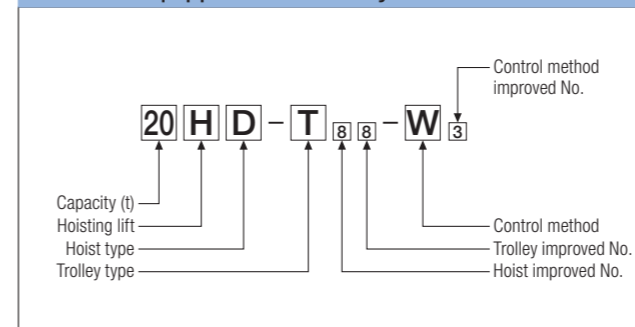 Control method
improved No.
20 H D - T 8 8 - W 3
Capacity (t)
Hoisting lift
Hoist type
Trolley type
Control method
Trolley improved No.
Hoist improved No.